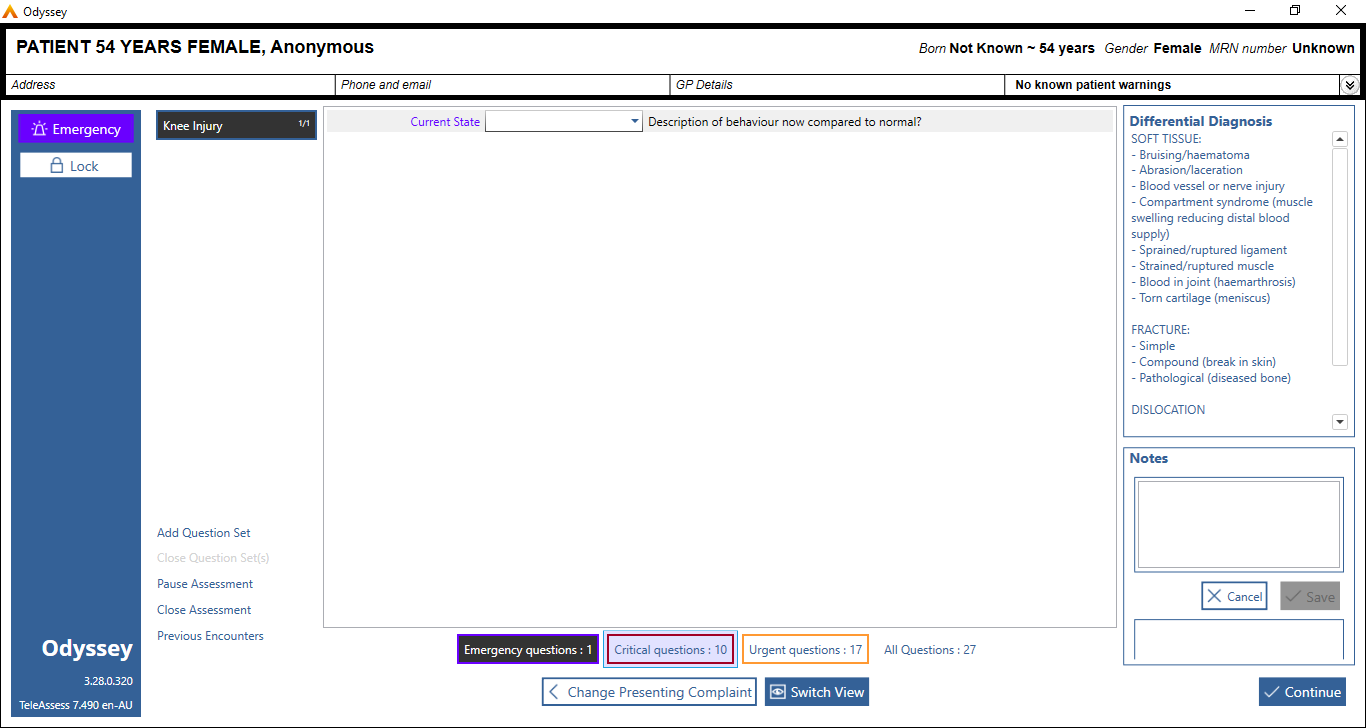 Odyssey
PATIENT 54 YEARS FEMALE, Anonymous
Born Not Known ~ 54 years Gender Female MRN number Unknown
Address
Phone and email
GP Details
No known patient warnings
Emergency
Lock
Knee Injury 1/1
Current State
Description of behaviour now compared to normal?
Differential Diagnosis
SOFT TISSUE:
- Bruising/haematoma
- Abrasion/laceration
- Blood vessel or nerve injury
- Compartment syndrome (muscle
swelling reducing distal blood
supply)
- Sprained/ruptured ligament
- Strained/ruptured muscle
- Blood in joint (haemarthrosis)
- Torn cartilage (meniscus)
FRACTURE:
- Simple
- Compound (break in skin)
- Pathological (diseased bone)
DISLOCATION
Notes
Cancel
Save
Add Question Set
Close Question Set(s)
Pause Assessment
Close Assessment
Previous Encounters
Odyssey
3.28.0.320
TeleAssess 7.490 en-AU
Emergency questions : 1
Critical questions : 10
Urgent questions : 17
All Questions : 27
Change Presenting Complaint
Switch View
Continue